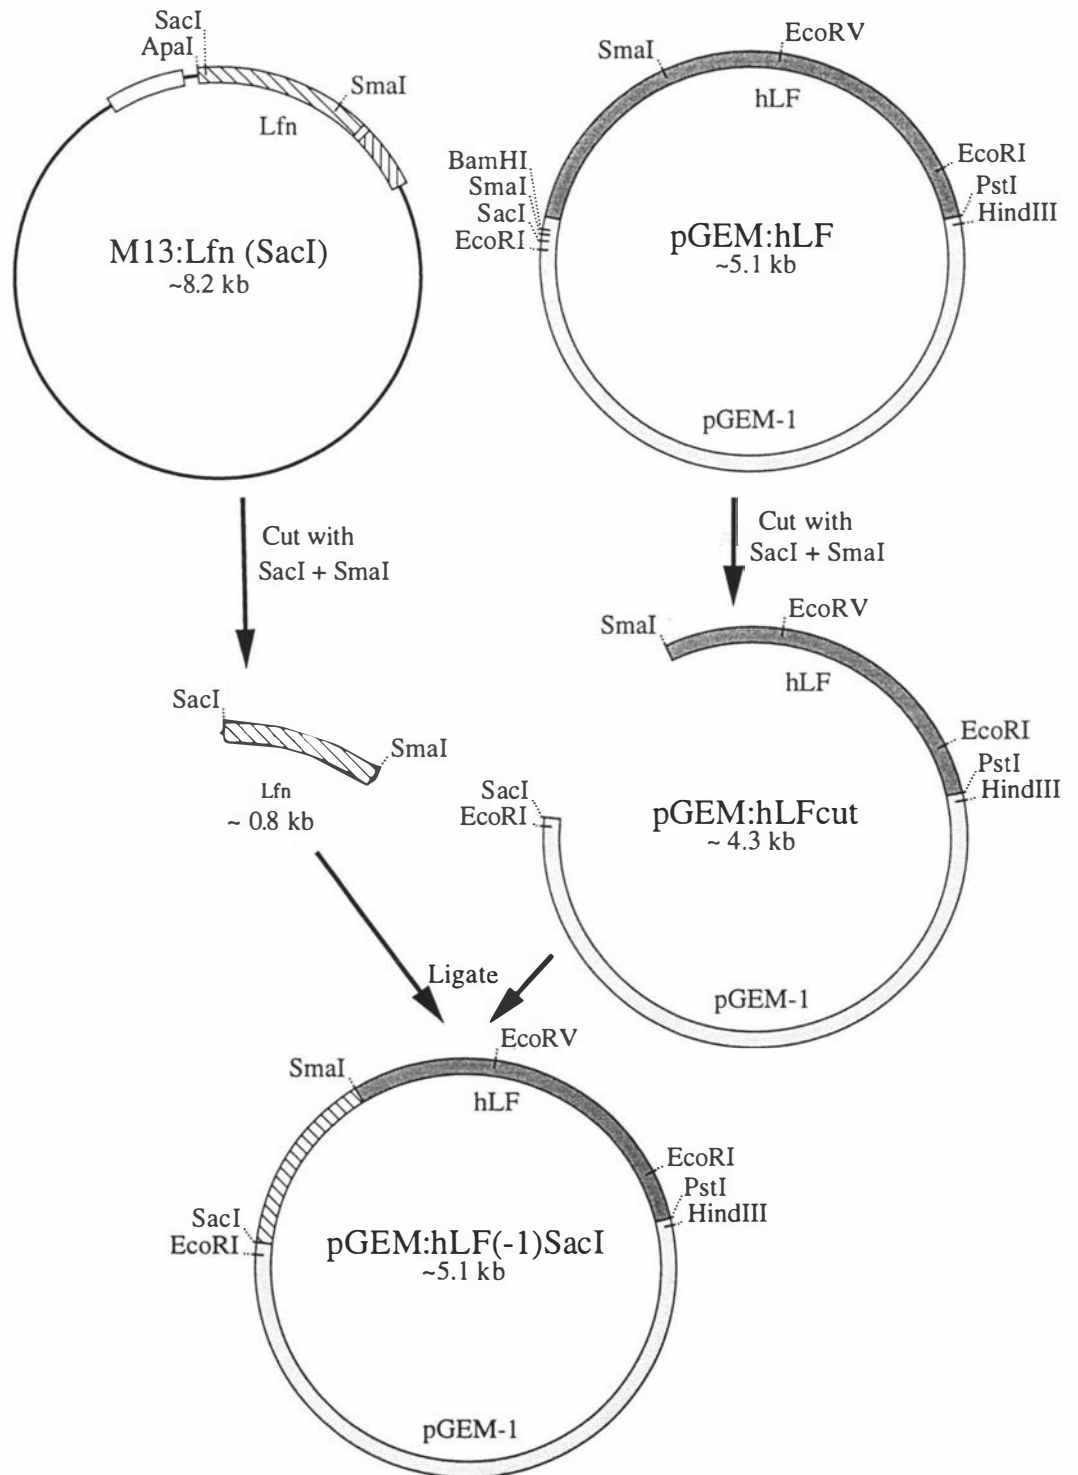 SacI
ApaI
SmaI
Lfn
M13:Lfn (SacI)
~8.2 kb
EcoRV
SmaI
hLF
EcoRI
PstI
HindIII
BamHI
SmaI
SacI
EcoRI
pGEM:hLF
~5.1 kb
pGEM-1
Cut with
SacI + SmaI
Cut with
SacI + SmaI
SacI
SmaI
Lfn
~ 0.8 kb
EcoRV
SmaI
hLF
EcoRI
PstI
HindIII
SacI
EcoRI
pGEM:hLFcut
~ 4.3 kb
pGEM-1
Ligate
EcoRV
SmaI
hLF
EcoRI
PstI
HindIII
SacI
EcoRI
pGEM:hLF(-1)SacI
~5.1 kb
pGEM-1